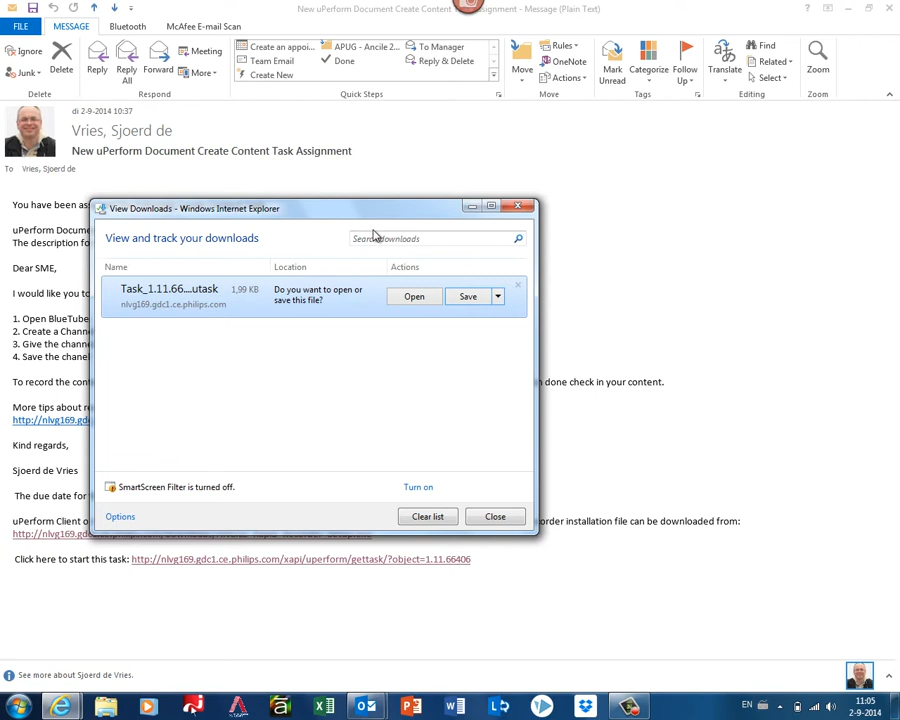 New uPerform Document Create Content Task Assignment - Message (Plain Text)
FILE MESSAGE Bluetooth McAfee E-mail Scan
Ignore
Junk
Delete
Reply
Reply All
Forward
Meeting
More
Create an appoi...
Team Email
Create New
APUG - Ancile 2...
Done
To Manager
Reply & Delete
Move
Rules
OneNote
Actions
Mark Unread
Categorize
Follow Up
Translate
Find
Related
Select
Zoom
Delete Respond Quick Steps Move Tags Editing Zoom
di 2-9-2014 10:37
Vries, Sjoerd de
New uPerform Document Create Content Task Assignment
To Vries, Sjoerd de
You have been as
uPerform Docume
The description fo
Dear SME,
I would like you to
1. Open BlueTube
2. Create a Chann
3. Give the chann
4. Save the chane
To record the con
n done check in your content.
More tips about re
http://nlvg169.gd
Kind regards,
Sjoerd de Vries
The due date for
uPerform Client o
order installation file can be downloaded from:
http://nlvg169.gd
Click here to start this task: http://nlvg169.gdc1.ce.philips.com/xapi/uperform/gettask/?object=1.11.66406
View Downloads - Windows Internet Explorer
View and track your downloads
Search downloads
Name Location Actions
Task_1.11.66....utask 1,99 KB
nlvg169.gdc1.ce.philips.com
Do you want to open or
save this file?
Open Save
SmartScreen Filter is turned off. Turn on
Options Clear list Close
See more about Sjoerd de Vries.
EN
11:05
2-9-2014